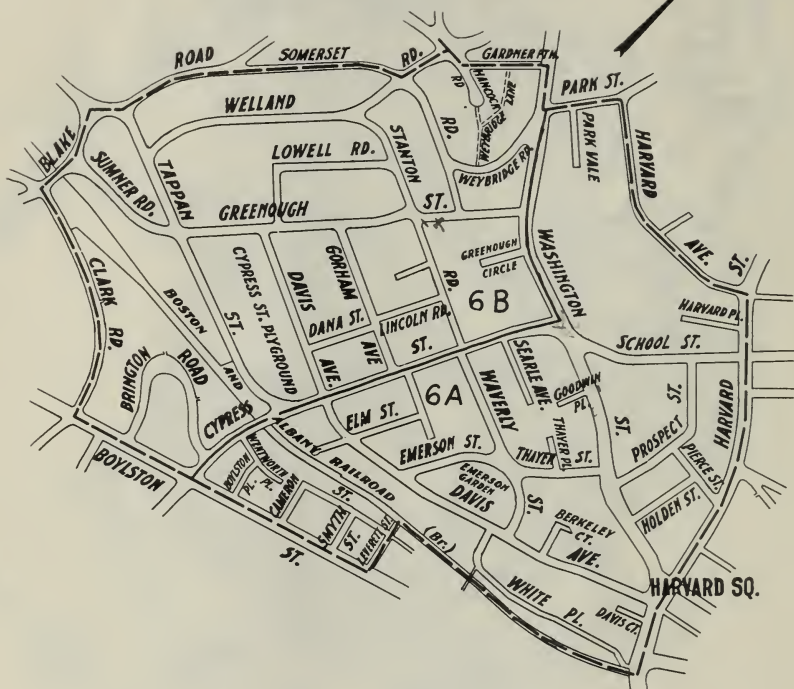 ROAD
SOMERSET
RD.
GARDNER PTH.
BLAKE
WELLAND
RD
HANCOCK
RD.
WEYBRIDGE
LANE
PARK ST.
PARK VALE
HARVARD
AVE.
ST.
SUMNER RD.
TAPPAN
ST.
LOWELL RD.
STANTON
RD.
WEYBRIDGE RD.
GREENOUGH
ST.
WASHINGTON
ST.
CLARK
RD.
BOSTON
AND
CYPRESS ST. PLYGROUND
DAVIS
AVE.
GORHAM
AVE
GREENOUGH
CIRCLE
6B
DANA ST.
LINCOLN RD.
HARVARD PL.
SCHOOL ST.
BRINGTON
ROAD
CYPRESS
ST.
6A
WAVERLY
ST.
SEARLE AVE.
GOODWIN
PL.
PROSPECT
ST.
HARVARD
ELM ST.
EMERSON ST.
THAYER
ST.
THAYER PL
PIERCE ST.
ALBANY
RAILROAD
(Br.)
BOYLSTON
ST.
BOYLSTON
PL.
WENTWORTH
PL.
CAMERON
ST.
SMYTH
ST.
LEVERETT ST.
EMERSON
GARDEN
DAVIS
AVE.
HOLDEN ST.
BERKELEY
CT.
WHITE
PL.
DAVIS CT.
HARVARD SQ.